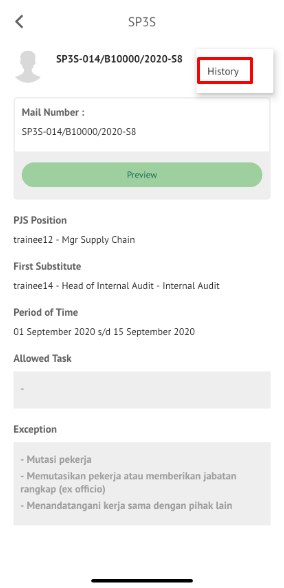 SP3S
SP3S-014/B10000/2020-S8
History
Mail Number :
SP3S-014/B10000/2020-S8
Preview
PJS Position
trainee12 - Mgr Supply Chain
First Substitute
trainee14 - Head of Internal Audit - Internal Audit
Period of Time
01 September 2020 s/d 15 September 2020
Allowed Task
-
Exception
- Mutasi pekerja
- Memutasikan pekerja atau memberikan jabatan
rangkap (ex officio)
- Menandatangani kerja sama dengan pihak lain